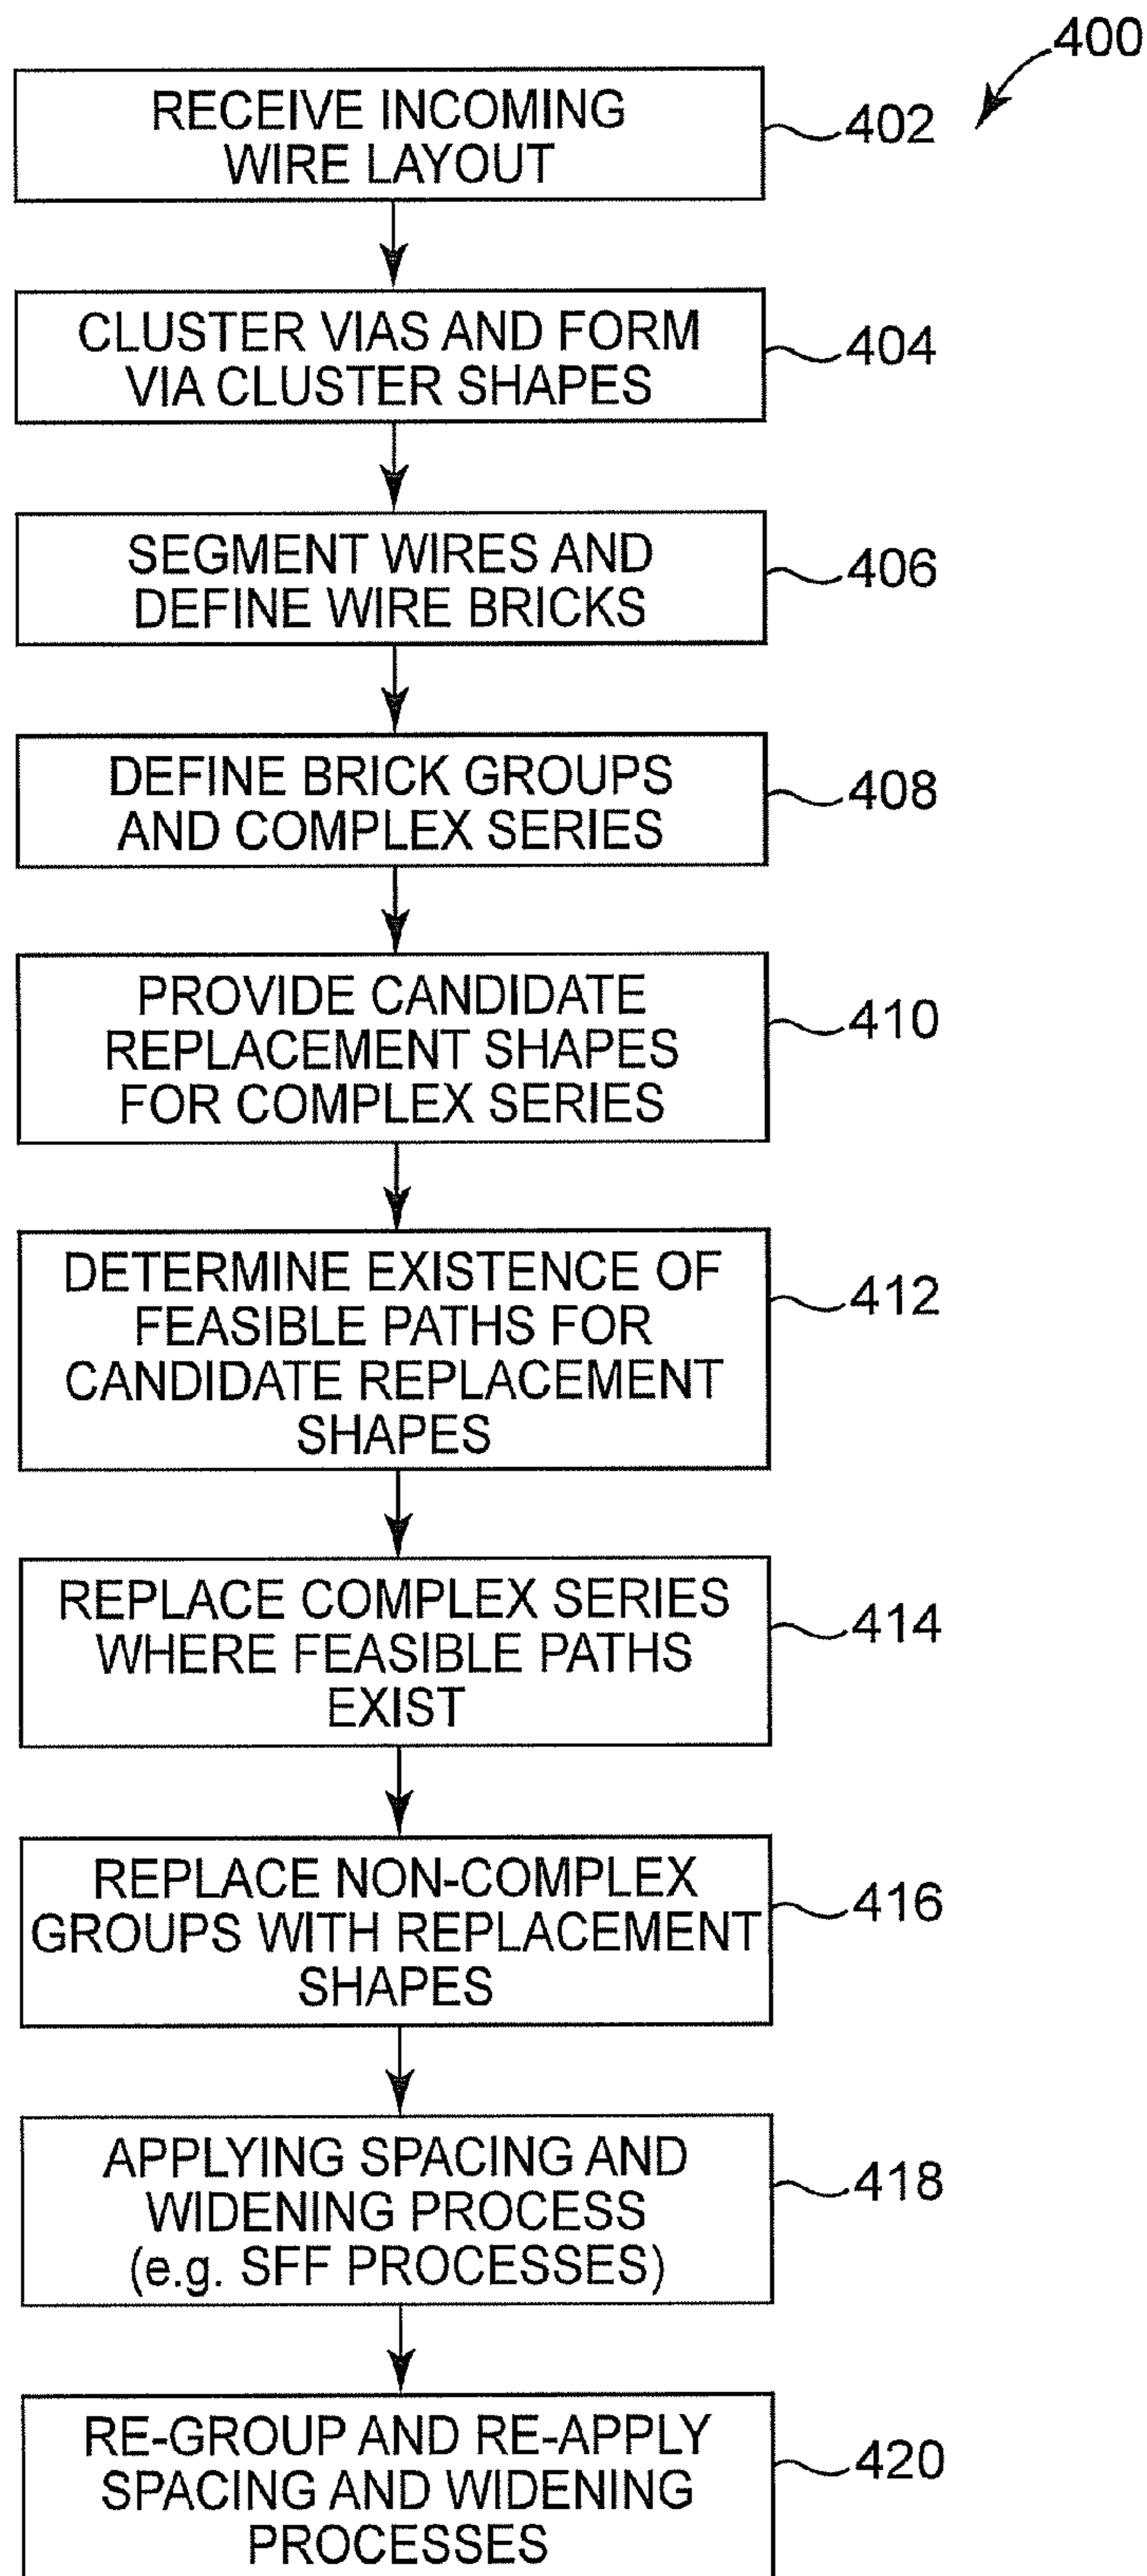 400
RECEIVE INCOMING
WIRE LAYOUT
402
CLUSTER VIAS AND FORM
VIA CLUSTER SHAPES
404
SEGMENT WIRES AND
DEFINE WIRE BRICKS
406
DEFINE BRICK GROUPS
AND COMPLEX SERIES
408
PROVIDE CANDIDATE
REPLACEMENT SHAPES
FOR COMPLEX SERIES
410
DETERMINE EXISTENCE OF
FEASIBLE PATHS FOR
CANDIDATE REPLACEMENT
SHAPES
412
REPLACE COMPLEX SERIES
WHERE FEASIBLE PATHS
EXIST
414
REPLACE NON-COMPLEX
GROUPS WITH REPLACEMENT
SHAPES
416
APPLYING SPACING AND
WIDENING PROCESS
(e.g. SFF PROCESSES)
418
RE-GROUP AND RE-APPLY
SPACING AND WIDENING
PROCESSES
420